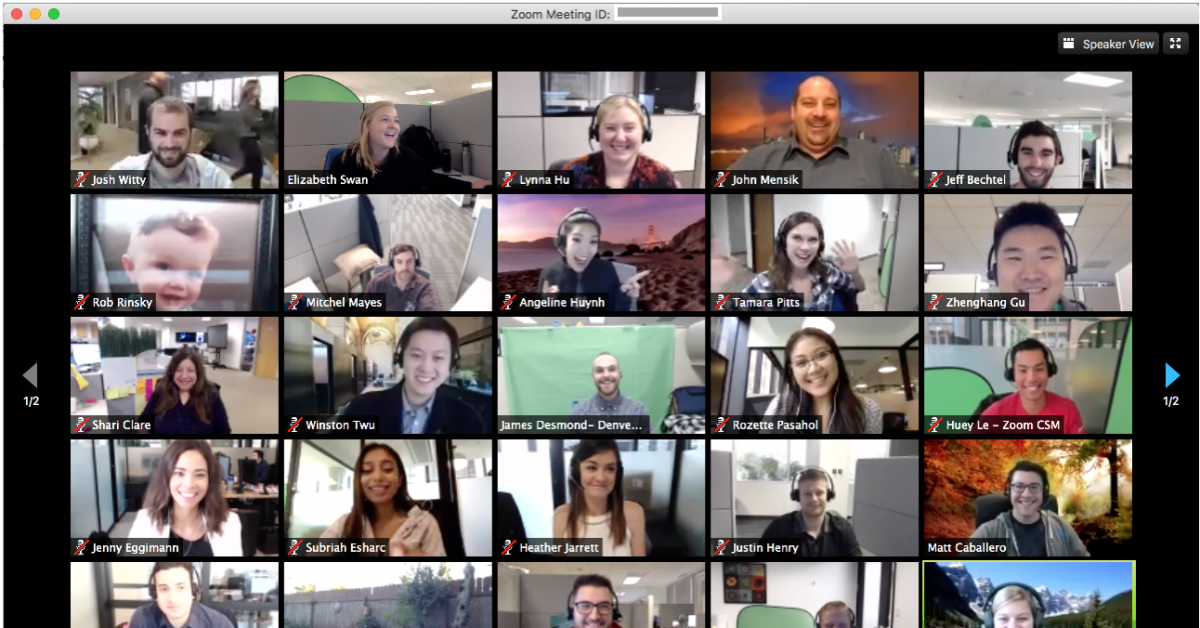 Zoom Meeting ID:
Speaker View
Josh Witty
Elizabeth Swan
Lynna Hu
John Mensik
Jeff Bechtel
Rob Rinsky
Mitchel Mayes
Angeline Huynh
Tamara Pitts
Zhenghang Gu
1/2
1/2
Shari Clare
Winston Twu
James Desmond- Denve...
Rozette Pasahol
Huey Le - Zoom CSM
Jenny Eggimann
Subriah Esharc
Heather Jarrett
Justin Henry
Matt Caballero